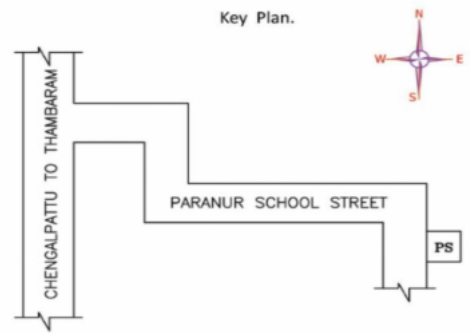 Key Plan.
N
W
E
S
CHENGALPATTU TO THAMBARAM
PARANUR SCHOOL STREET
PS